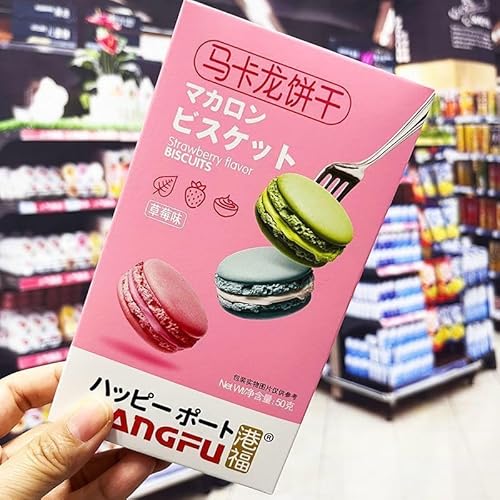 马卡龙饼干
マカロン
ビスケット
Strawberry flavor
BISCUITS
草莓味
包装实物图片仅供参考
Net Wt/净含量:50克
ハッピー ポート
ANGFU
港福®